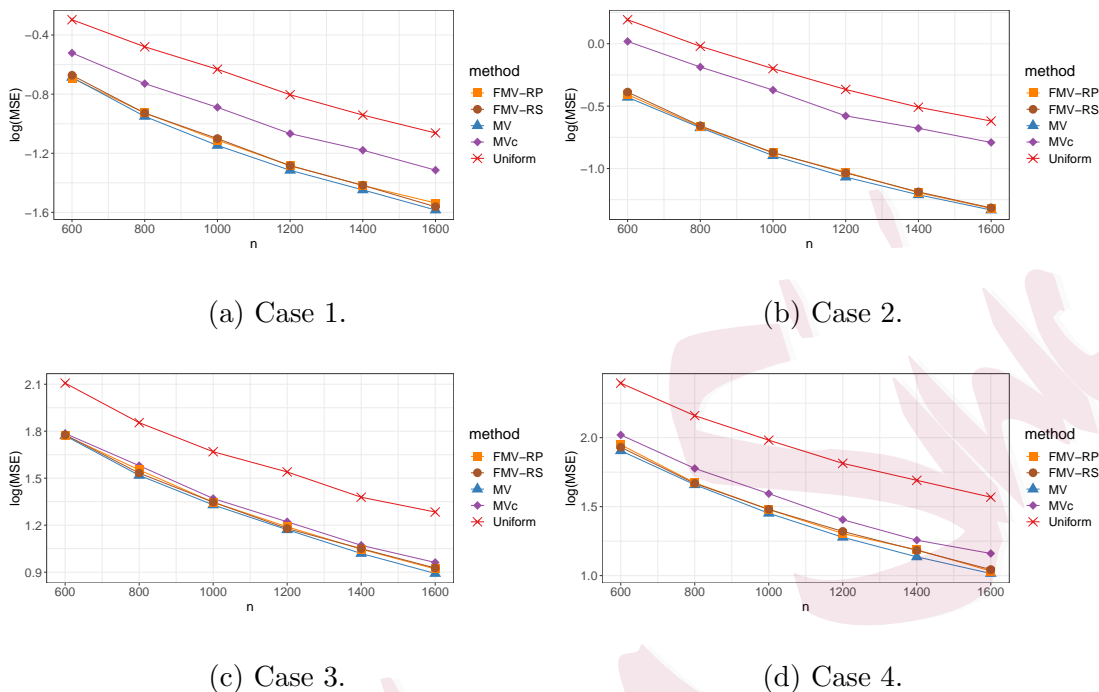 −0.4
−0.8
−1.2
−1.6
log(MSE)
600 800 1000 1200 1400 1600
n
method
FMV−RP
FMV−RS
MV
MVc
Uniform
(a) Case 1.
0.0
−0.5
−1.0
log(MSE)
600 800 1000 1200 1400 1600
n
method
FMV−RP
FMV−RS
MV
MVc
Uniform
(b) Case 2.
2.1
1.8
1.5
1.2
0.9
log(MSE)
600 800 1000 1200 1400 1600
n
method
FMV−RP
FMV−RS
MV
MVc
Uniform
(c) Case 3.
2.0
1.5
1.0
log(MSE)
600 800 1000 1200 1400 1600
n
method
FMV−RP
FMV−RS
MV
MVc
Uniform
(d) Case 4.